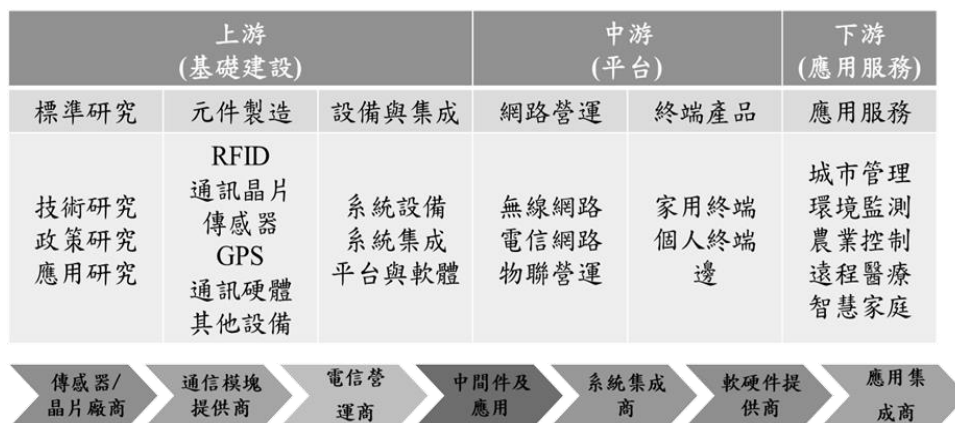 上游
(基礎建設)
中游
(平台)
下游
(應用服務)
標準研究
元件製造
設備與集成
網路營運
終端產品
應用服務
技術研究
政策研究
應用研究
RFID
通訊晶片
傳感器
GPS
通訊硬體
其他設備
系統設備
系統集成
平台與軟體
無線網路
電信網路
物聯營運
家用終端
個人終端
邊
城市管理
環境監測
農業控制
遠程醫療
智慧家庭
傳感器/
晶片廠商
通信模塊
提供商
電信營
運商
中間件及
應用
系統集成
商
軟硬件提
供商
應用集
成商